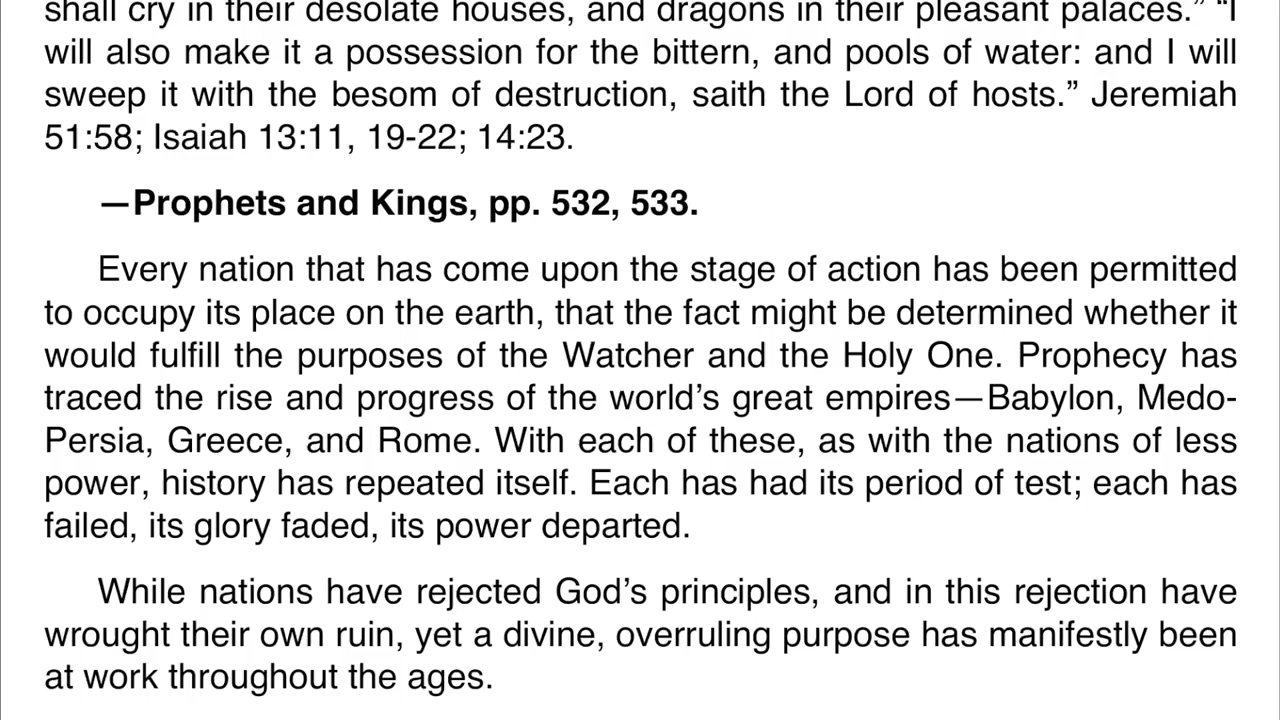 shall cry in their desolate houses, and dragons in their pleasant palaces.” “I
will also make it a possession for the bittern, and pools of water: and I will
sweep it with the besom of destruction, saith the Lord of hosts.” Jeremiah
51:58; Isaiah 13:11, 19-22; 14:23.
—Prophets and Kings, pp. 532, 533.
Every nation that has come upon the stage of action has been permitted
to occupy its place on the earth, that the fact might be determined whether it
would fulfill the purposes of the Watcher and the Holy One. Prophecy has
traced the rise and progress of the world’s great empires—Babylon, Medo-
Persia, Greece, and Rome. With each of these, as with the nations of less
power, history has repeated itself. Each has had its period of test; each has
failed, its glory faded, its power departed.
While nations have rejected God’s principles, and in this rejection have
wrought their own ruin, yet a divine, overruling purpose has manifestly been
at work throughout the ages.